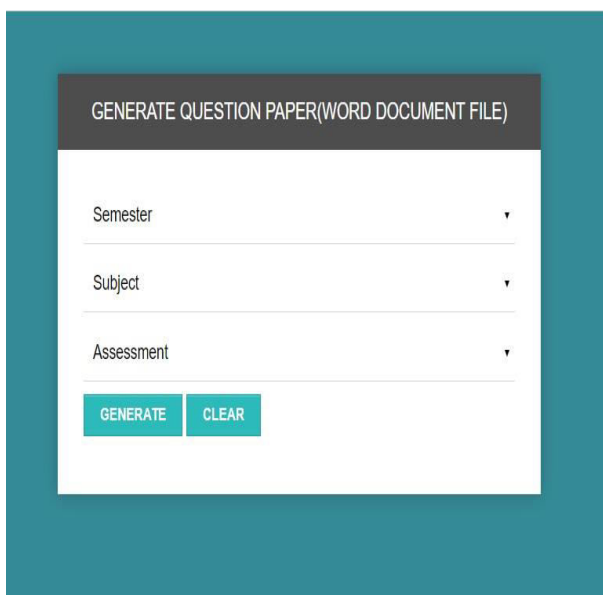 GENERATE QUESTION PAPER(WORD DOCUMENT FILE)
Semester
Subject
Assessment
GENERATE CLEAR